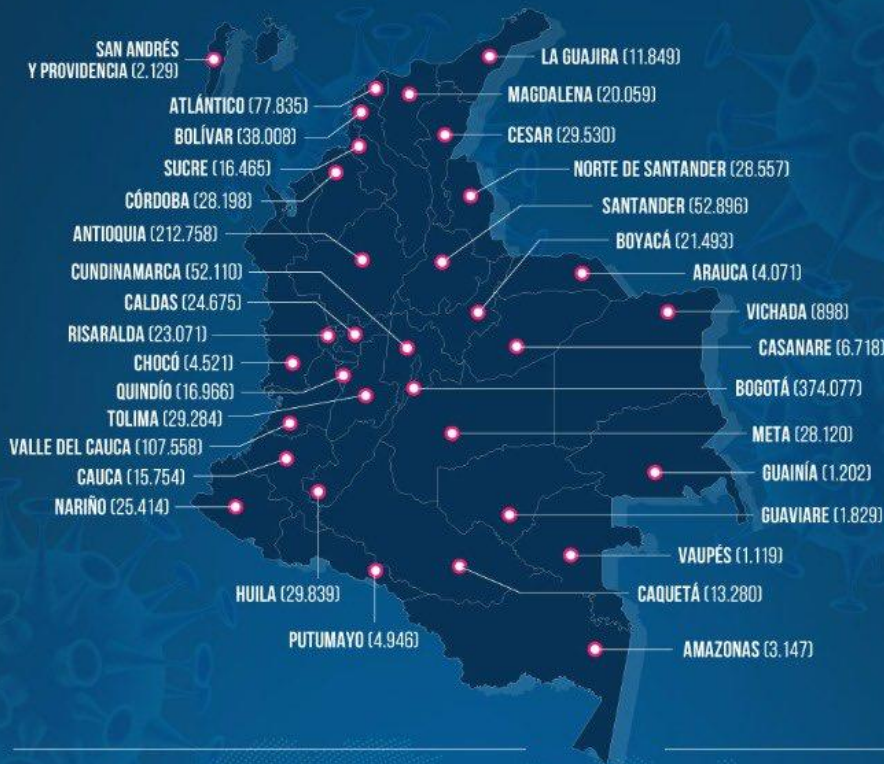 SAN ANDRÉS
Y PROVIDENCIA (2.129)
ATLÁNTICO (77.835)
BOLÍVAR (38.008)
SUCRE (16.465)
CÓRDOBA (28.198)
ANTIOQUIA (212.758)
CUNDINAMARCA (52.110)
CALDAS (24.675)
RISARALDA (23.071)
CHOCÓ (4.521)
QUINDÍO (16.966)
TOLIMA (29.284)
VALLE DEL CAUCA (107.558)
CAUCA (15.754)
NARIÑO (25.414)
HUILA (29.839)
PUTUMAYO (4.946)
LA GUAJIRA (11.849)
MAGDALENA (20.059)
CESAR (29.530)
NORTE DE SANTANDER (28.557)
SANTANDER (52.896)
BOYACÁ (21.493)
ARAUCA (4.071)
VICHADA (898)
CASANARE (6.718)
BOGOTÁ (374.077)
META (28.120)
GUAINÍA (1.202)
GUAVIARE (1.829)
VAUPÉS (1.119)
CAQUETÁ (13.280)
AMAZONAS (3.147)